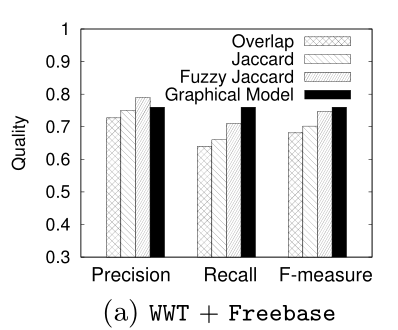 1
0.9
0.8
0.7
0.6
0.5
0.4
0.3
Quality
Overlap
Jaccard
Fuzzy Jaccard
Graphical Model
Precision Recall F-measure
(a) WWT + Freebase